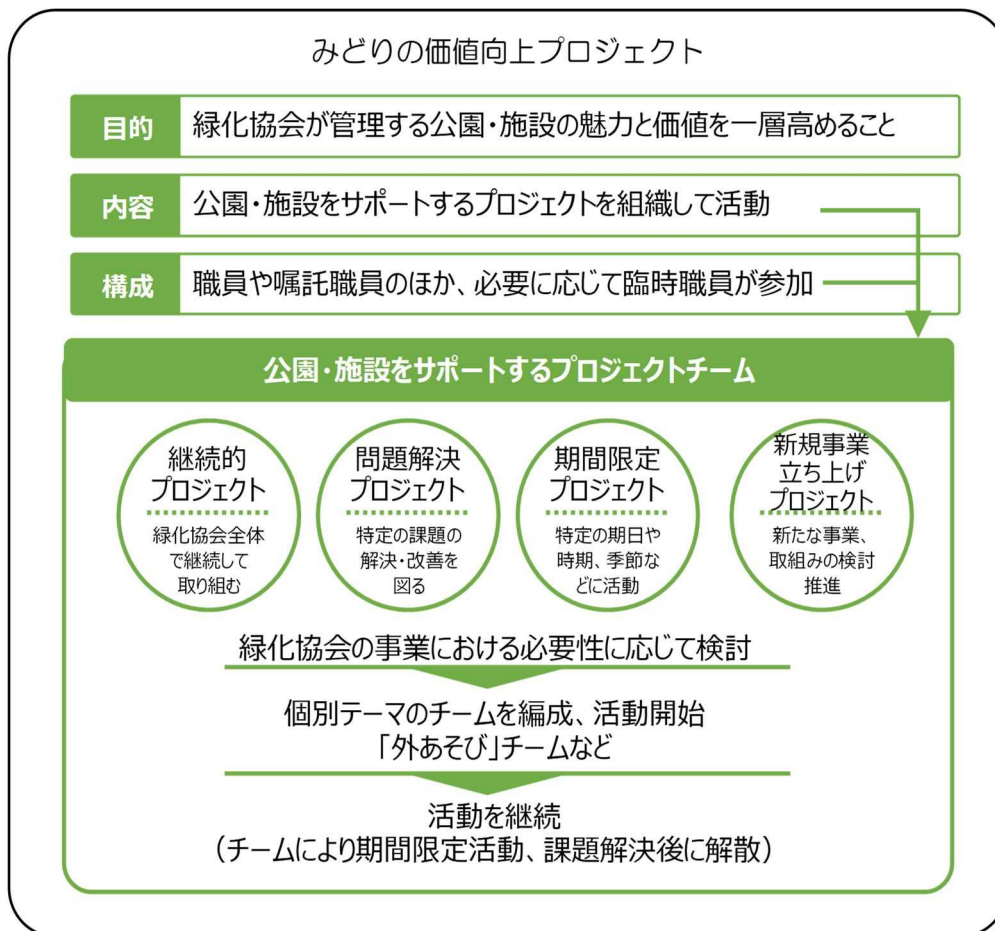 みどりの価値向上プロジェクト
目的
緑化協会が管理する公園・施設の魅力と価値を一層高めること
内容
公園・施設をサポートするプロジェクトを組織して活動
構成
職員や嘱託職員のほか、必要に応じて臨時職員が参加
公園・施設をサポートするプロジェクトチーム
継続的
プロジェクト
緑化協会全体
で継続して
取り組む
問題解決
プロジェクト
特定の課題の
解決・改善を
図る
期間限定
プロジェクト
特定の期日や
時期、季節な
どに活動
新規事業
立ち上げ
プロジェクト
新たな事業、
取組みの検討
推進
緑化協会の事業における必要性に応じて検討
個別テーマのチームを編成、活動開始
「外あそび」チームなど
活動を継続
（チームにより期間限定活動、課題解決後に解散）